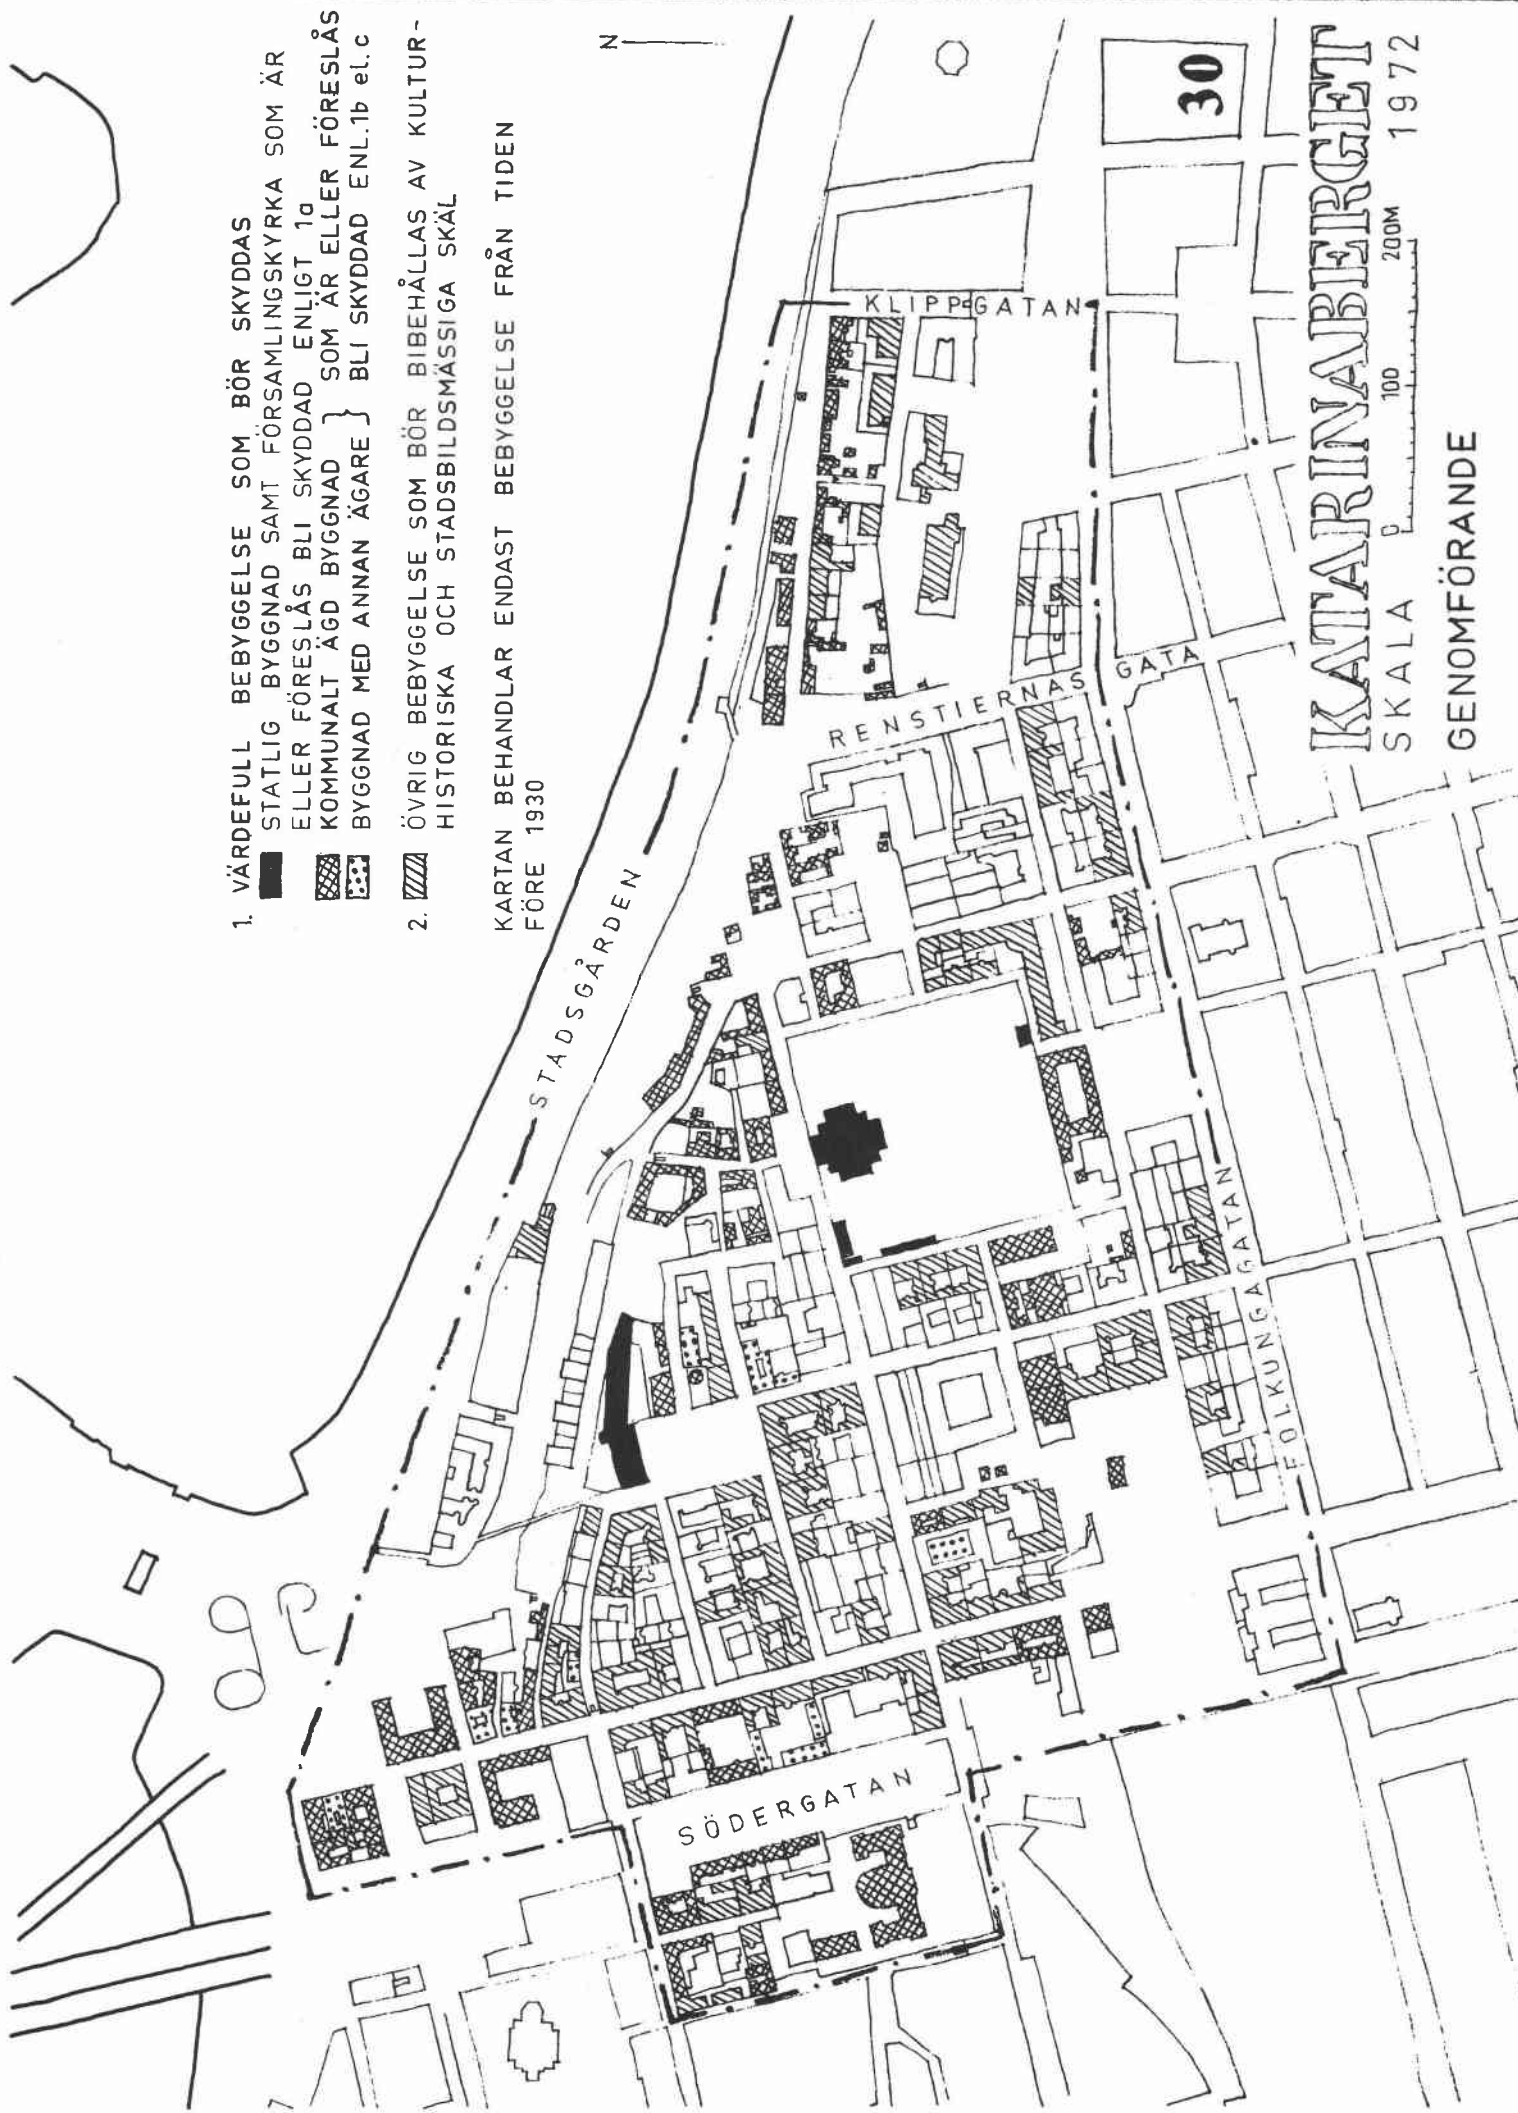 1. VÄRDEFULL BEBYGGELSE SOM BÖR SKYDDAS
STATLIG BYGGNAD SAMT FÖRSAMLINGSKYRKA SOM ÄR
ELLER FÖRESLÅS BLI SKYDDAD ENLIGT 1a
KOMMUNALT ÄGD BYGGNAD } SOM ÄR ELLER FÖRESLÅS
BYGGNAD MED ANNAN ÄGARE } BLI SKYDDAD ENL.1b el.c
2. ÖVRIG BEBYGGELSE SOM BÖR BIBEHÅLLAS AV KULTUR-
HISTORISKA OCH STADSBILDSMÄSSIGA SKÄL
KARTAN BEHANDLAR ENDAST BEBYGGELSE FRÅN TIDEN
FÖRE 1930
N
STADSGÅRDEN
KLIPPGATAN
RENSTIERNAS GATA
FOLKUNGAGATAN
SÖDERGATAN
30
KATARINABERGET
SKALA 0 100 200M 1972
GENOMFÖRANDE